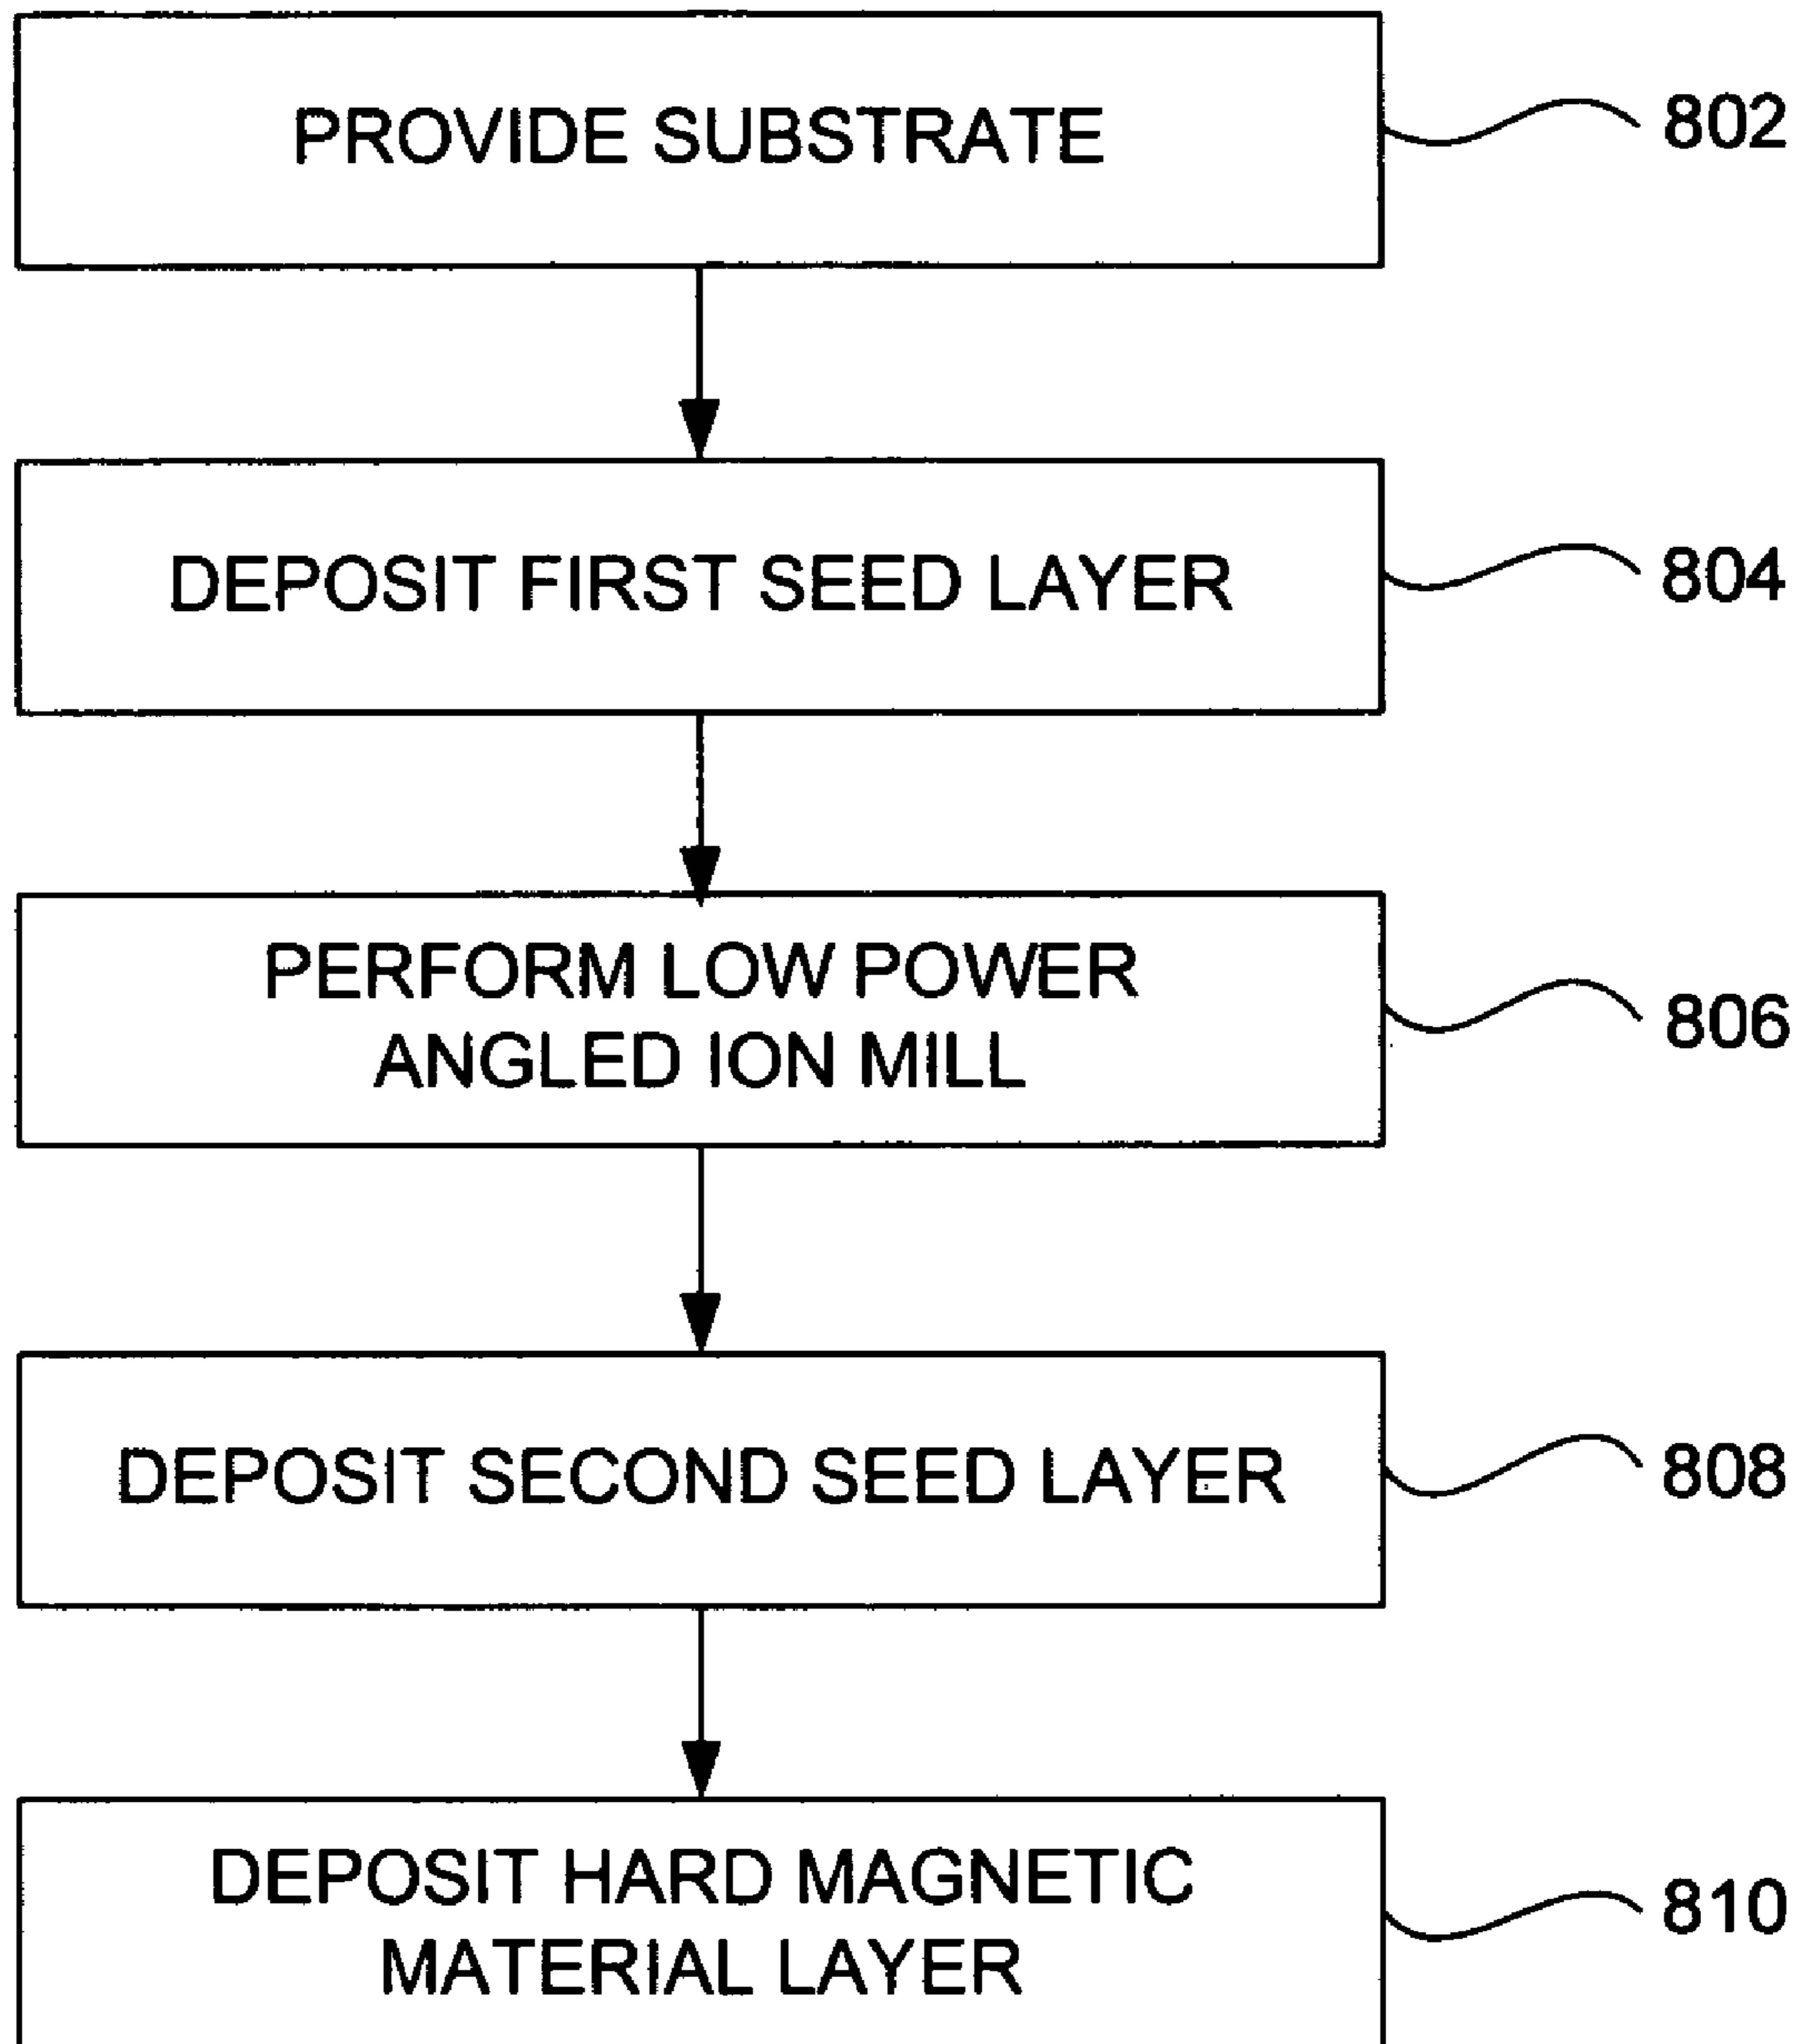 PROVIDE SUBSTRATE
802
DEPOSIT FIRST SEED LAYER
804
PERFORM LOW POWER
ANGLED ION MILL
806
DEPOSIT SECOND SEED LAYER
808
DEPOSIT HARD MAGNETIC
MATERIAL LAYER
810